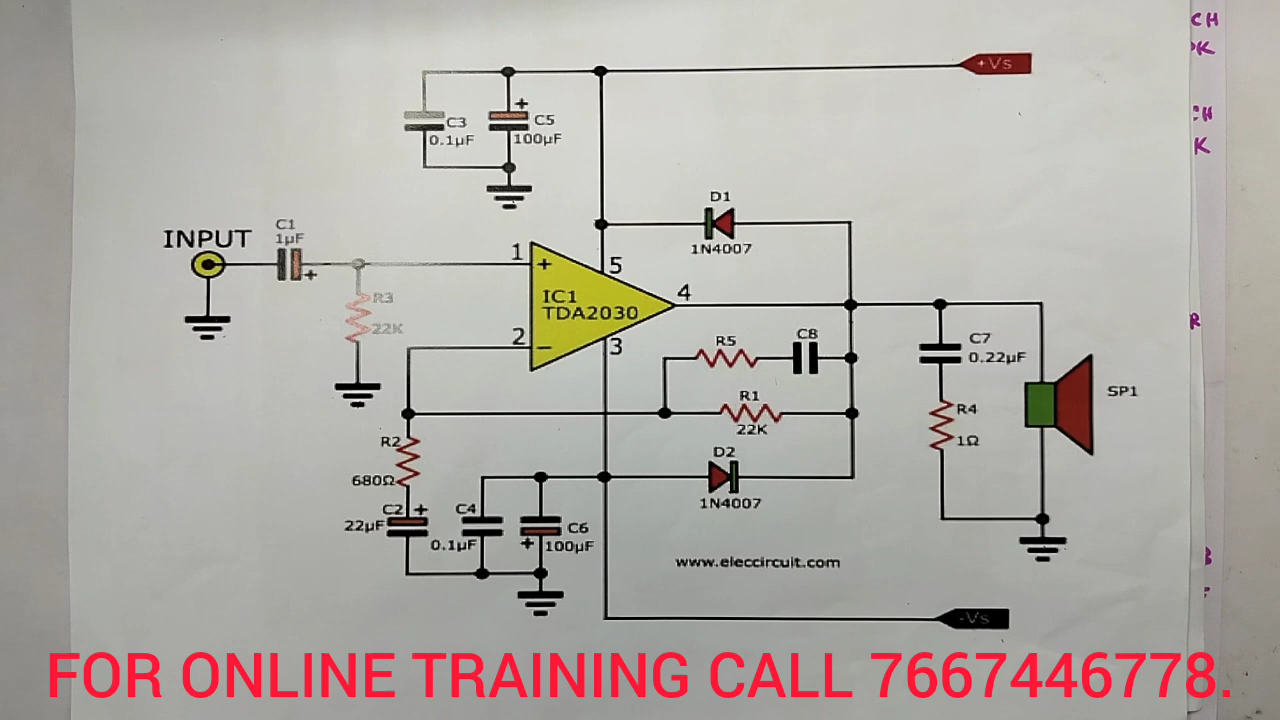 CH
K
+Vs
C3
0.1µF
+
C5
100µF
CH
K
D1
1N4007
INPUT
C1
1µF
+
1
+
5
R3
22K
IC1
TDA2030
4
2
−
3
R5
C8
C7
0.22µF
R1
22K
SP1
R4
1Ω
R2
680Ω
D2
1N4007
C2 +
22µF
C4
0.1µF
C6
+ 100µF
www.eleccircuit.com
-Vs
R
B
FOR ONLINE TRAINING CALL 7667446778.